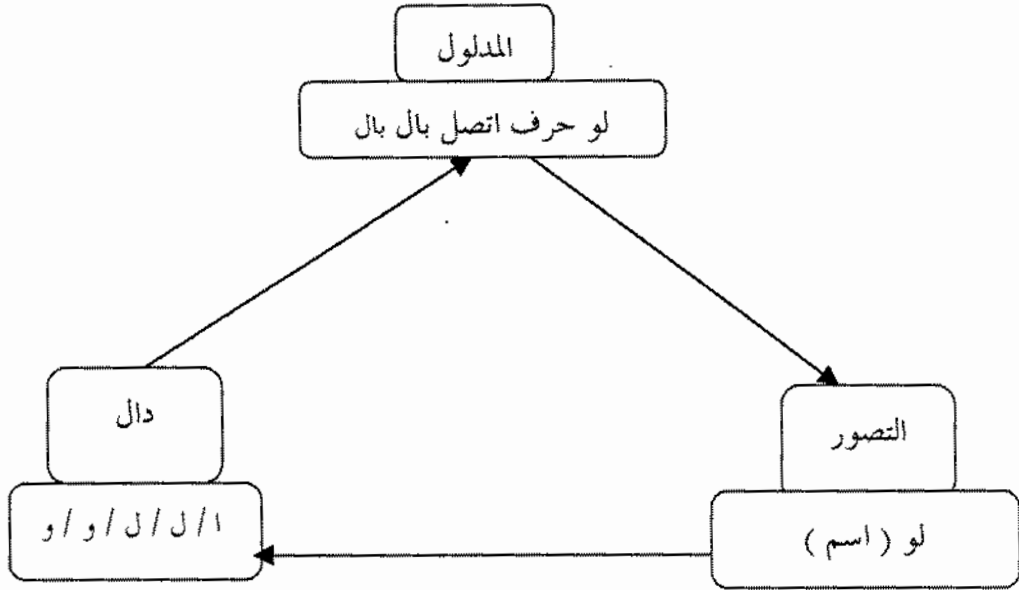 المدلول
لو حرف اتصل بال بال
دال
ا / ل / ل / و / و
التصور
لو ( اسم )